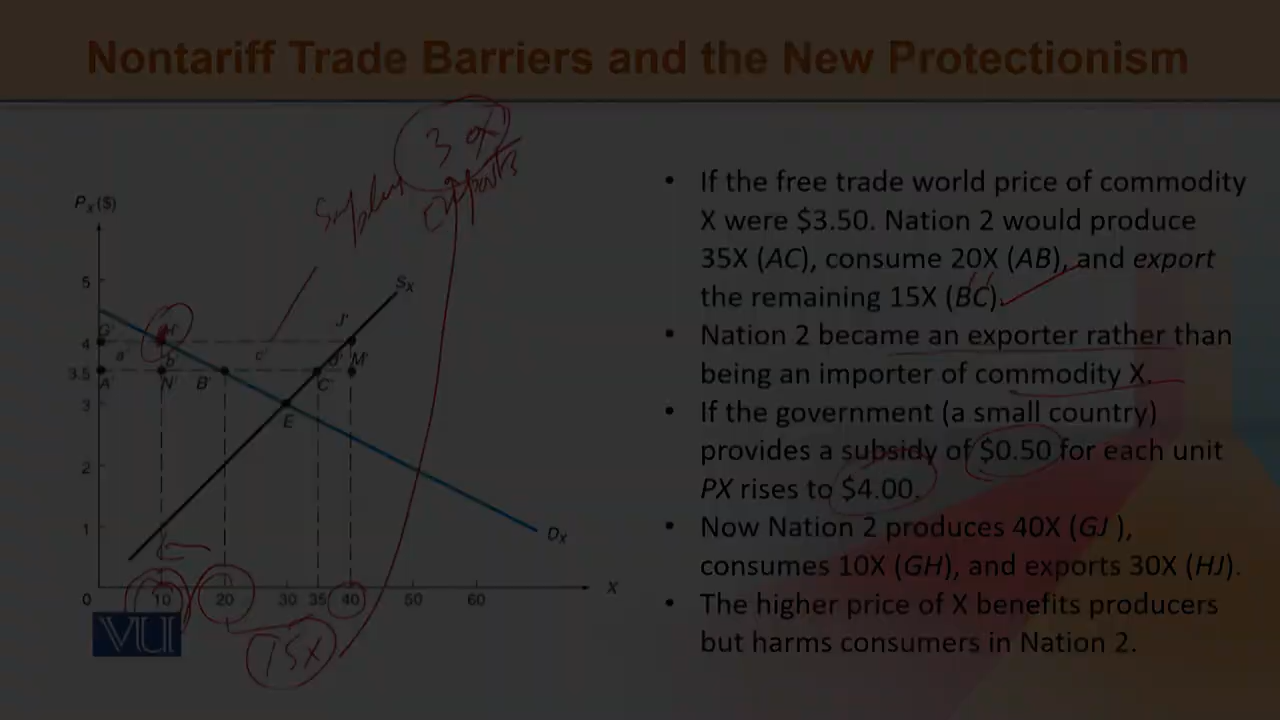 Nontariff Trade Barriers and the New Protectionism
3 0X
Surplus
Exports
• If the free trade world price of commodity
X were $3.50. Nation 2 would produce
35X (AC), consume 20X (AB), and export
the remaining 15X (BC).
• Nation 2 became an exporter rather than
being an importer of commodity X.
• If the government (a small country)
provides a subsidy of $0.50 for each unit
PX rises to $4.00.
• Now Nation 2 produces 40X (GJ ),
consumes 10X (GH), and exports 30X (HJ).
• The higher price of X benefits producers
but harms consumers in Nation 2.
PX ($)
5
SX
G' H' J'
4
a' b' c' d' M'
3.5
A' N' B' C'
3
E
2
1
DX
0 10 20 30 35 40 50 60 X
VU
15X